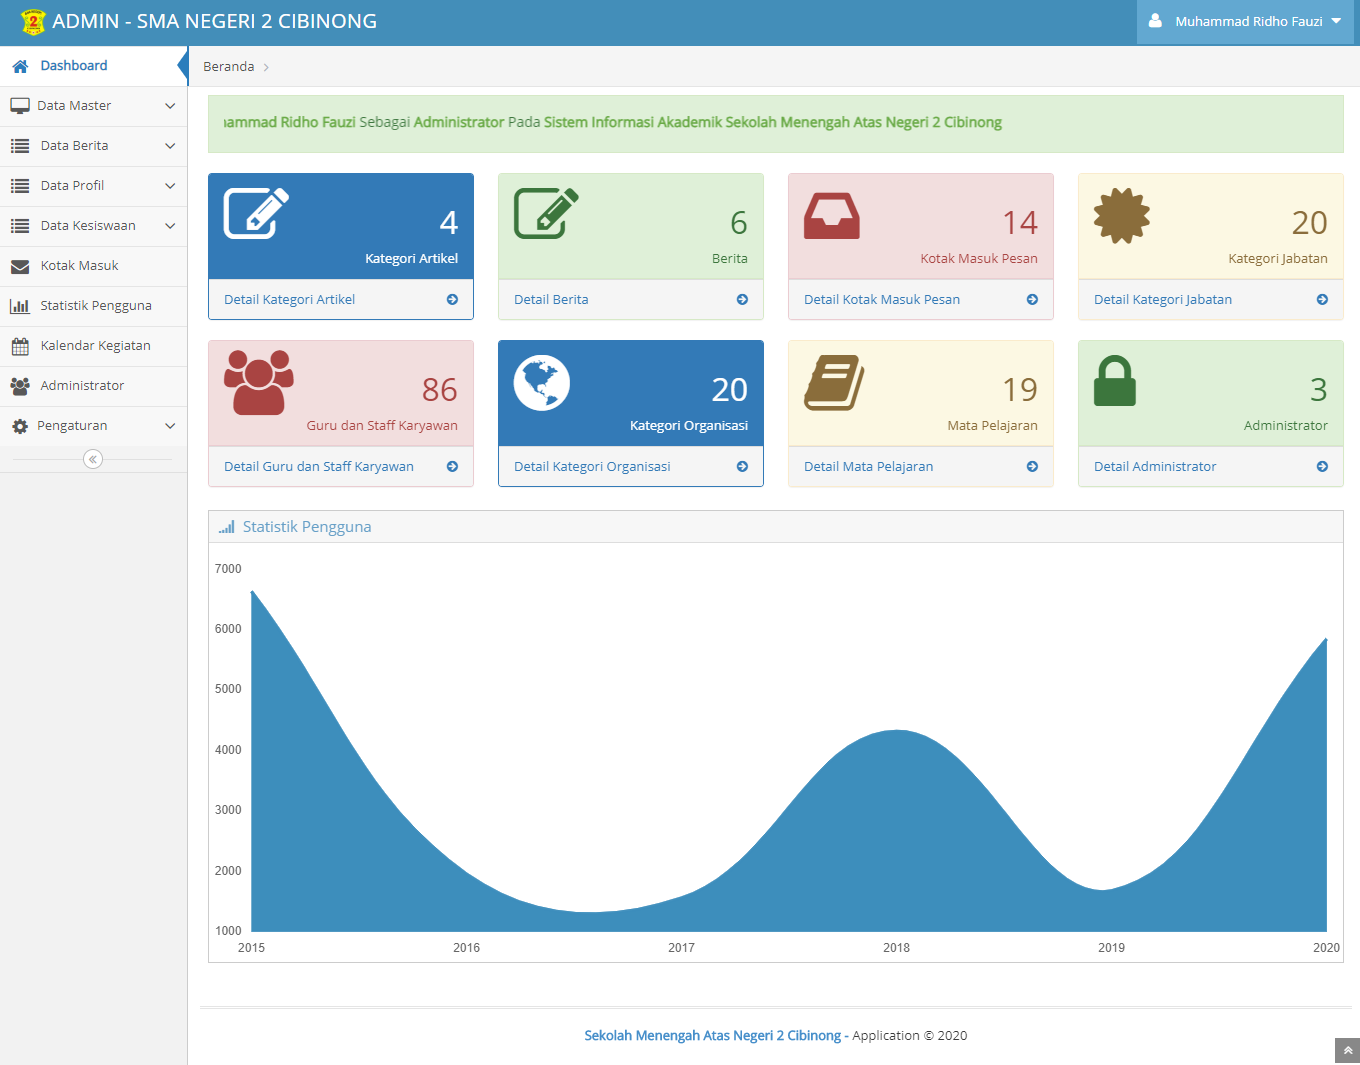 ADMIN - SMA NEGERI 2 CIBINONG
Muhammad Ridho Fauzi
Dashboard
Data Master
Data Berita
Data Profil
Data Kesiswaan
Kotak Masuk
Statistik Pengguna
Kalendar Kegiatan
Administrator
Pengaturan
Beranda
Ridho Fauzi Sebagai Administrator Pada Sistem Informasi Akademik Sekolah Menengah Atas Negeri 2 Cibinong
4
Kategori Artikel
Detail Kategori Artikel
6
Berita
Detail Berita
14
Kotak Masuk Pesan
Detail Kotak Masuk Pesan
20
Kategori Jabatan
Detail Kategori Jabatan
86
Guru dan Staff Karyawan
Detail Guru dan Staff Karyawan
20
Kategori Organisasi
Detail Kategori Organisasi
19
Mata Pelajaran
Detail Mata Pelajaran
3
Administrator
Detail Administrator
Statistik Pengguna
7000
6000
5000
4000
3000
2000
1000
2015 2016 2017 2018 2019 2020
Sekolah Menengah Atas Negeri 2 Cibinong - Application © 2020